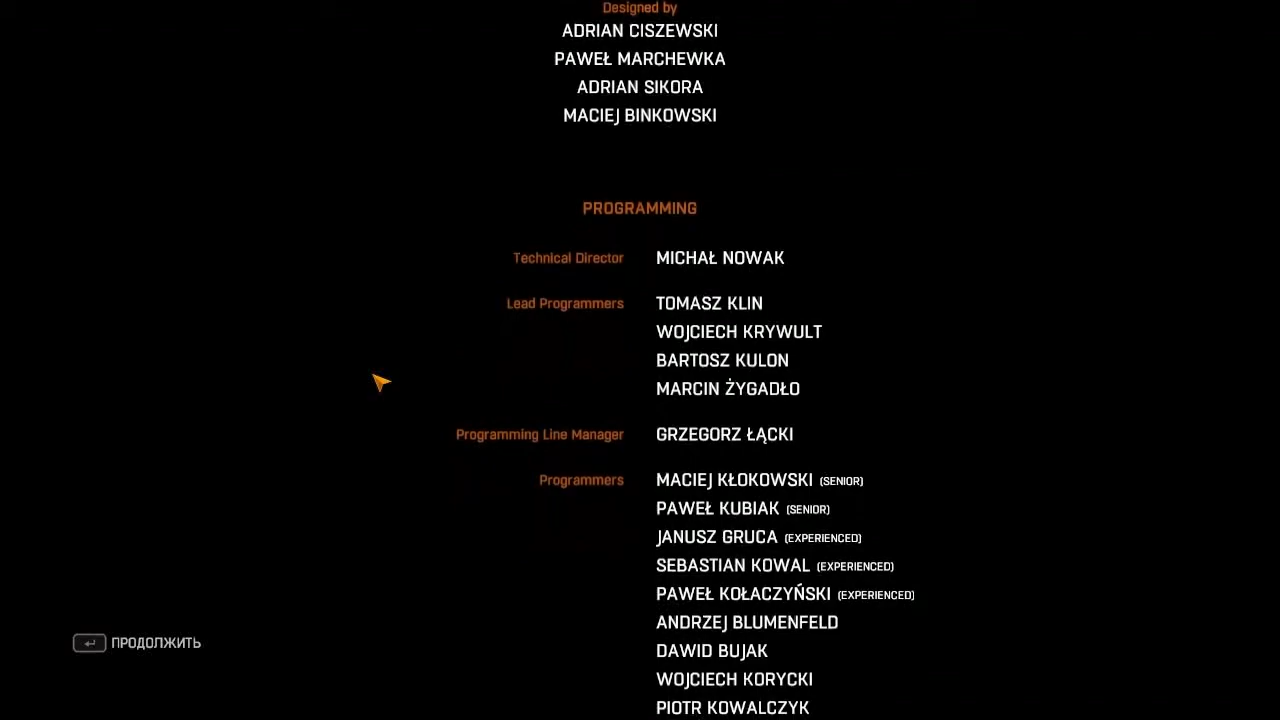 Designed by
ADRIAN CISZEWSKI
PAWEŁ MARCHEWKA
ADRIAN SIKORA
MACIEJ BINKOWSKI
PROGRAMMING
Technical Director MICHAŁ NOWAK
Lead Programmers TOMASZ KLIN
WOJCIECH KRYWULT
BARTOSZ KULON
MARCIN ŻYGADŁO
Programming Line Manager GRZEGORZ ŁĄCKI
Programmers MACIEJ KŁOKOWSKI (SENIOR)
PAWEŁ KUBIAK (SENIOR)
JANUSZ GRUCA (EXPERIENCED)
SEBASTIAN KOWAL (EXPERIENCED)
PAWEŁ KOŁACZYŃSKI (EXPERIENCED)
ANDRZEJ BLUMENFELD
DAWID BUJAK
WOJCIECH KORYCKI
PIOTR KOWALCZYK
ПРОДОЛЖИТЬ